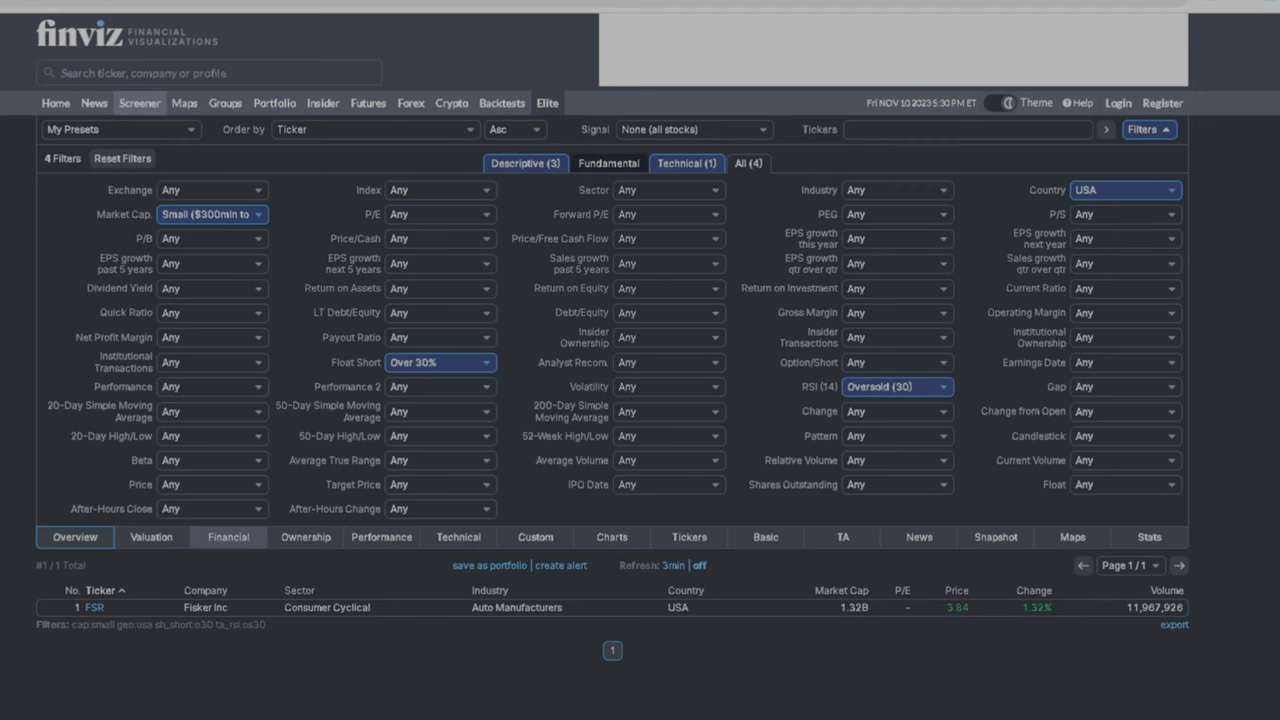 finviz FINANCIAL
VISUALIZATIONS
Search ticker, company or profile
Home News Screener Maps Groups Portfolio Insider Futures Forex Crypto Backtests Elite Fri NOV 10 2023 5:30 PM ET Theme Help Login Register
My Presets Order by Ticker Asc Signal None (all stocks) Tickers Filters
4 Filters Reset Filters Descriptive (3) Fundamental Technical (1) All (4)
Exchange Any Index Any Sector Any Industry Any Country USA
Market Cap. Small ($300mln to P/E Any Forward P/E Any PEG Any P/S Any
P/B Any Price/Cash Any Price/Free Cash Flow Any EPS growth this year Any EPS growth next year Any
EPS growth past 5 years Any EPS growth next 5 years Any Sales growth past 5 years Any EPS growth qtr over qtr Any Sales growth qtr over qtr Any
Dividend Yield Any Return on Assets Any Return on Equity Any Return on Investment Any Current Ratio Any
Quick Ratio Any LT Debt/Equity Any Debt/Equity Any Gross Margin Any Operating Margin Any
Net Profit Margin Any Payout Ratio Any Insider Ownership Any Insider Transactions Any Institutional Ownership Any
Institutional Transactions Any Float Short Over 30% Analyst Recom. Any Option/Short Any Earnings Date Any
Performance Any Performance 2 Any Volatility Any RSI (14) Oversold (30) Gap Any
20-Day Simple Moving Average Any 50-Day Simple Moving Average Any 200-Day Simple Moving Average Any Change Any Change from Open Any
20-Day High/Low Any 50-Day High/Low Any 52-Week High/Low Any Pattern Any Candlestick Any
Beta Any Average True Range Any Average Volume Any Relative Volume Any Current Volume Any
Price Any Target Price Any IPO Date Any Shares Outstanding Any Float Any
After-Hours Close Any After-Hours Change Any
Overview Valuation Financial Ownership Performance Technical Custom Charts Tickers Basic TA News Snapshot Maps Stats
#1 / 1 Total save as portfolio | create alert Refresh: 3min | off Page 1 / 1
No. Ticker Company Sector Industry Country Market Cap P/E Price Change Volume
1 FSR Fisker Inc Consumer Cyclical Auto Manufacturers USA 1.32B - 3.84 1.32% 11,967,926
Filters: cap:small geo:usa sh_short:o30 ta_rsi:os30 export
1